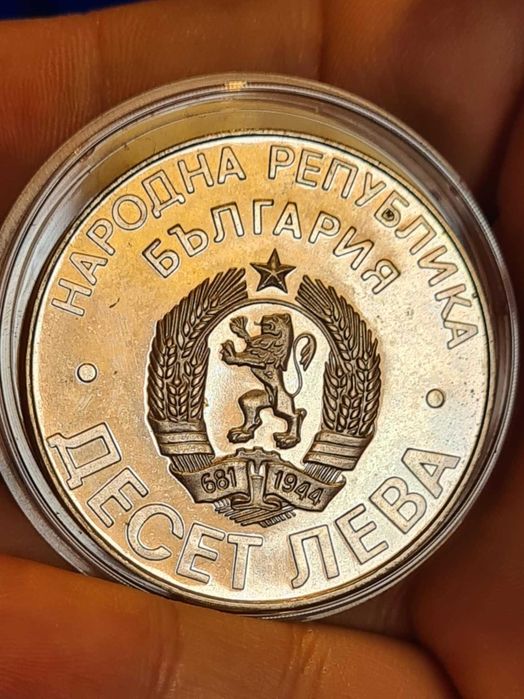 НАРОДНА РЕПУБЛИКА
БЪЛГАРИЯ
681 1944
ДЕСЕТ ЛЕВА